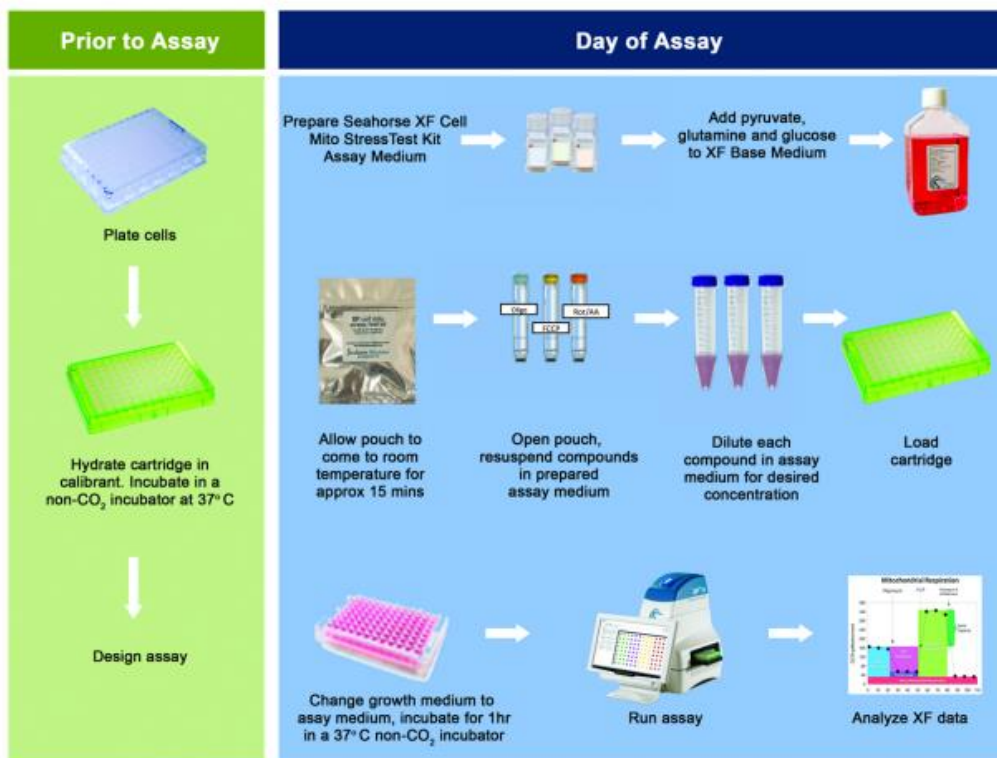 Prior to Assay
Plate cells
Hydrate cartridge in
calibrant. Incubate in a
non-CO₂ incubator at 37° C
Design assay
Day of Assay
Prepare Seahorse XF Cell
Mito StressTest Kit
Assay Medium
Add pyruvate,
glutamine and glucose
to XF Base Medium
Oligo
FCCP
Rot/AA
Allow pouch to
come to room
temperature for
approx 15 mins
Open pouch,
resuspend compounds
in prepared
assay medium
Dilute each
compound in assay
medium for desired
concentration
Load
cartridge
Change growth medium to
asay medium, incubate for 1hr
in a 37° C non-CO₂ incubator
Run assay
Mitochondrial Respiration
Analyze XF data